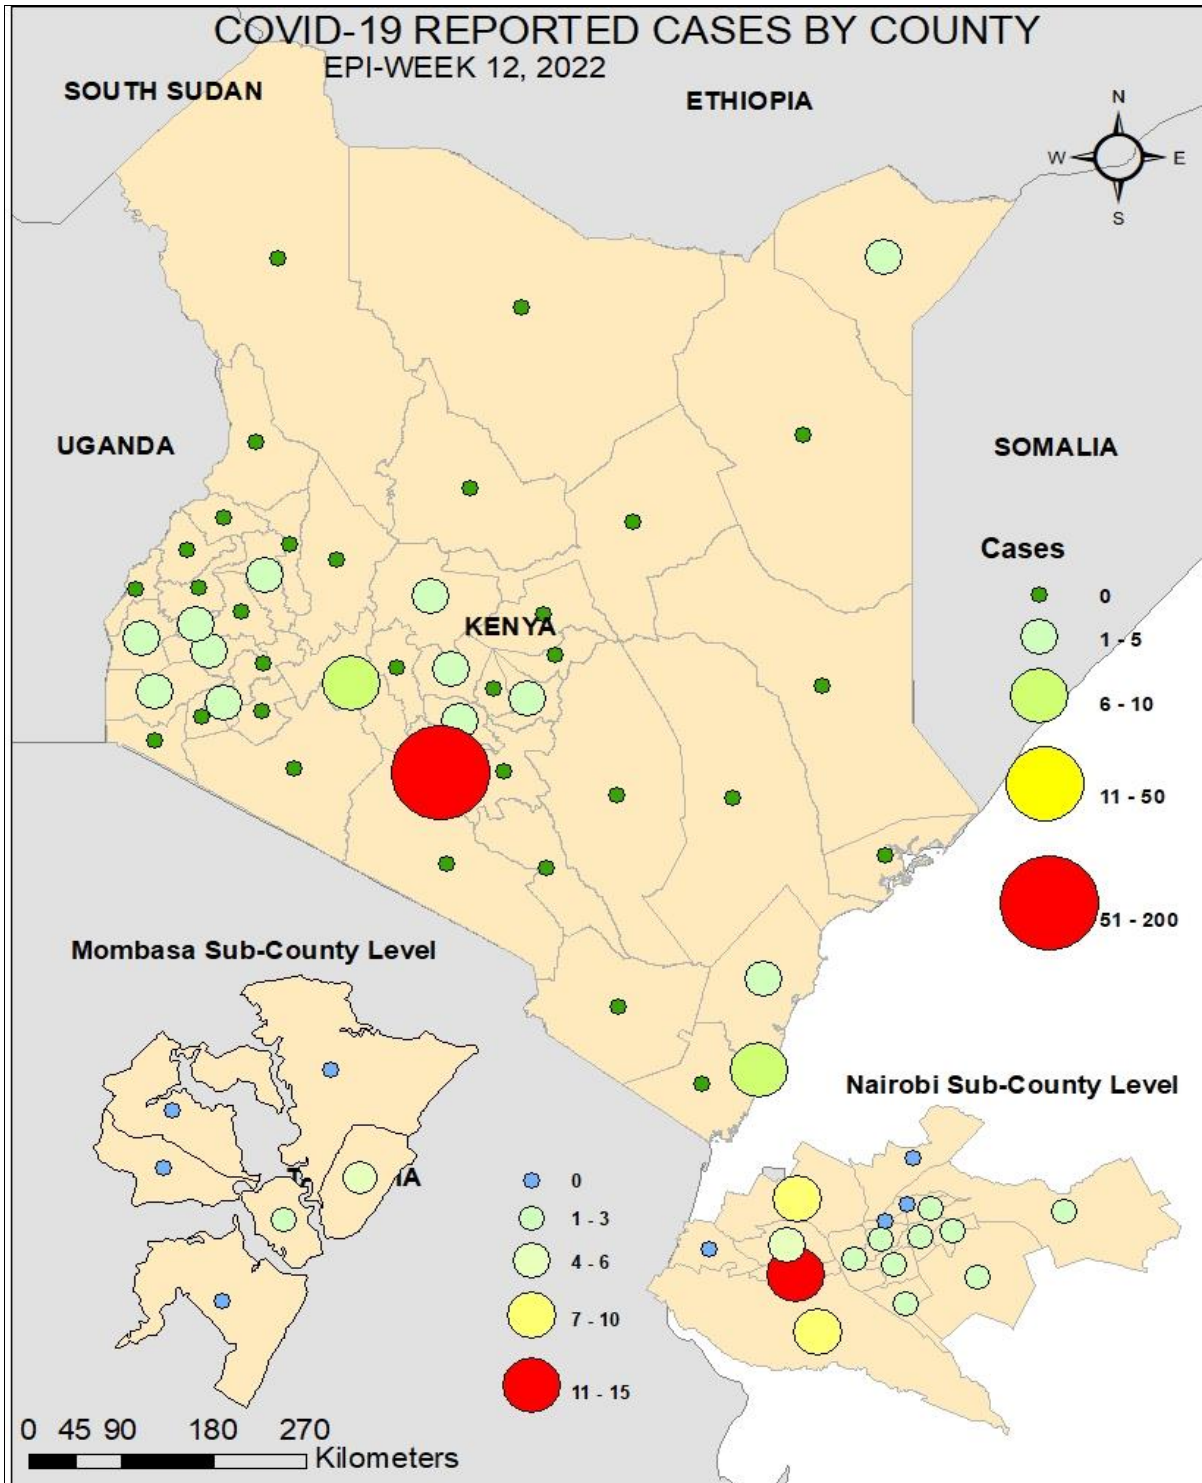 COVID-19 REPORTED CASES BY COUNTY
EPI-WEEK 12, 2022
SOUTH SUDAN
ETHIOPIA
N
W
E
S
UGANDA
SOMALIA
KENYA
Cases
0
1 - 5
6 - 10
11 - 50
51 - 200
Mombasa Sub-County Level
Nairobi Sub-County Level
0
1 - 3
4 - 6
7 - 10
11 - 15
0 45 90 180 270
Kilometers